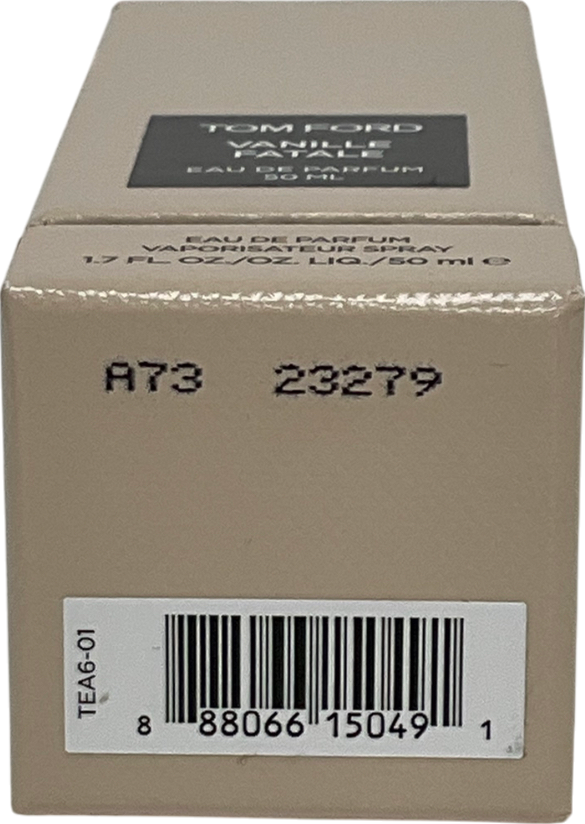 TOM FORD
VANILLE
FATALE
EAU DE PARFUM
50 ML
EAU DE PARFUM
VAPORISATEUR SPRAY
1.7 FL. OZ./OZ. LIQ./50 ml ℮
A73 23279
TEA6-01
8 88066 15049 1